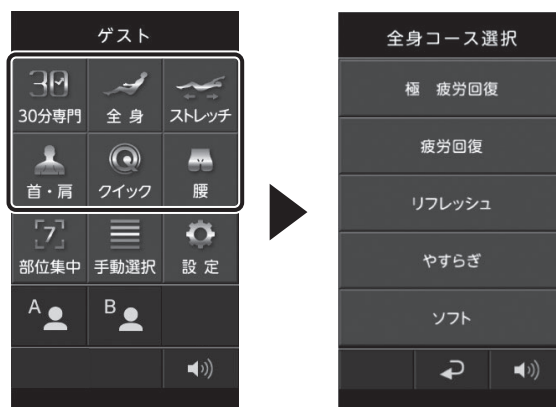 ゲスト
30
30分専門
全身
ストレッチ
首・肩
Q
クイック
腰
7
部位集中
手動選択
設定
A
B
全身コース選択
極 疲労回復
疲労回復
リフレッシュ
やすらぎ
ソフト